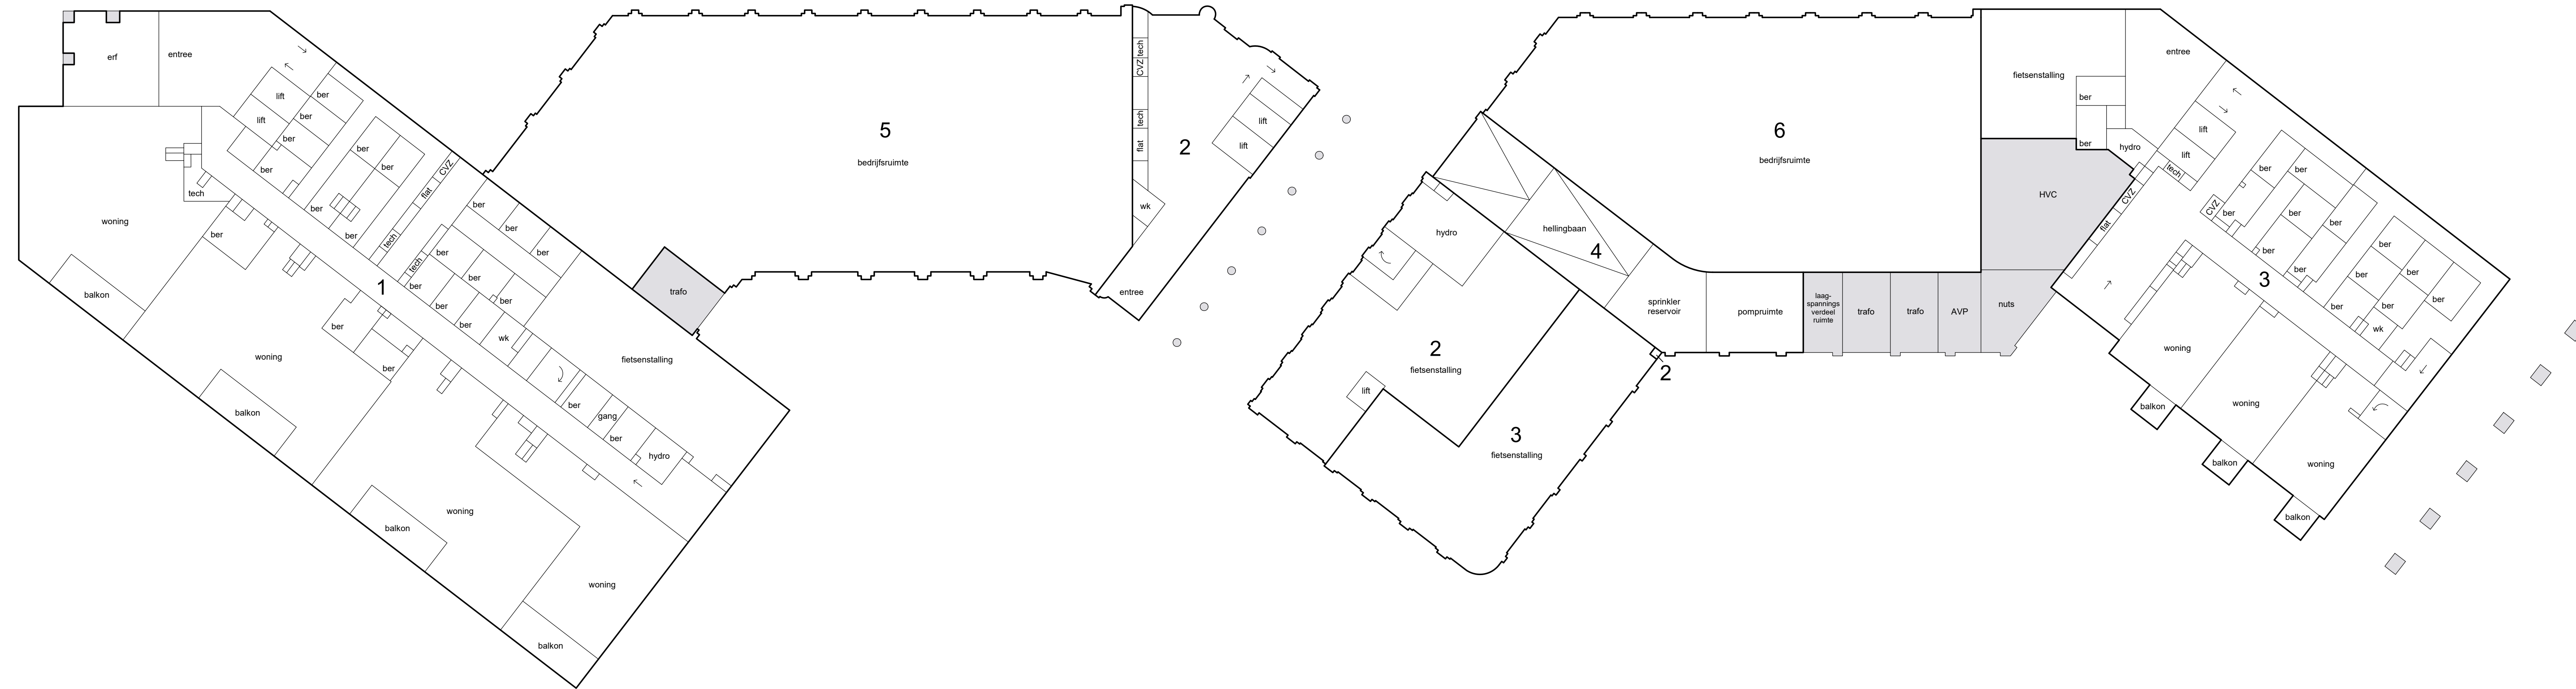 erf
entree
lift
lift
ber
ber
ber
ber
tech
woning
balkon
ber
ber
ber
ber
CVZ
flat
tech
ber
ber
ber
ber
tech
ber
ber
ber
ber
ber
ber
wk
1
ber
ber
ber
gang
ber
hydro
fietsenstalling
trafo
woning
balkon
woning
balkon
woning
balkon
5
bedrijfsruimte
tech
CVZ
tech
flat
wk
2
lift
lift
entree
6
bedrijfsruimte
hellingbaan
4
hydro
sprinkler
reservoir
pompruimte
laag-
spannings
verdeel
ruimte
trafo
trafo
AVP
nuts
2
fietsenstalling
lift
3
fietsenstalling
2
fietsenstalling
entree
ber
ber
hydro
HVC
lift
lift
tech
CVZ
flat
CVZ
ber
ber
ber
ber
ber
ber
ber
3
ber
ber
ber
ber
ber
ber
wk
woning
balkon
woning
balkon
woning
balkon